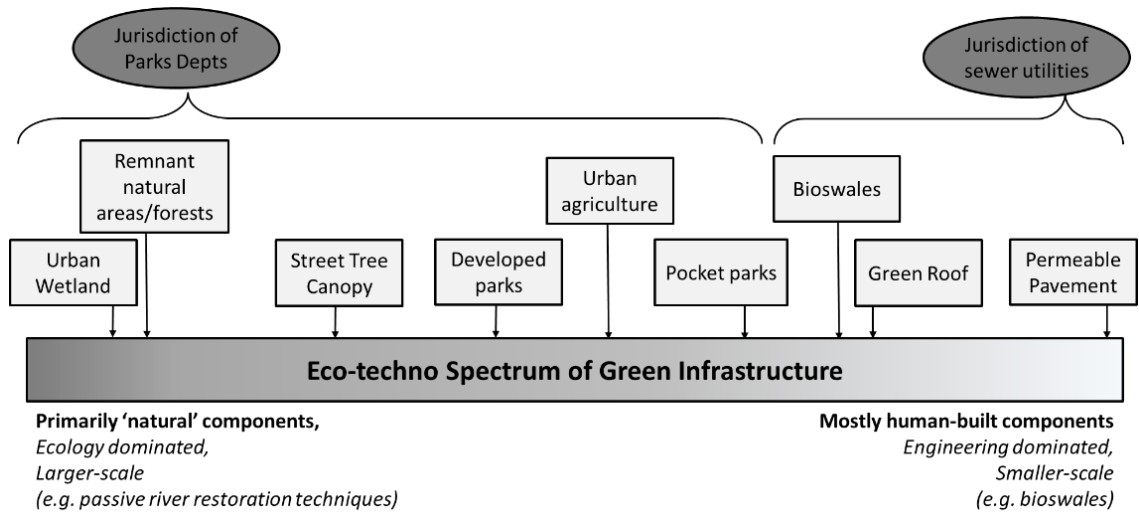 Jurisdiction of
Parks Depts
Jurisdiction of
sewer utilities
Remnant
natural
areas/forests
Urban
agriculture
Bioswales
Urban
Wetland
Street Tree
Canopy
Developed
parks
Pocket parks
Green Roof
Permeable
Pavement
Eco-techno Spectrum of Green Infrastructure
Primarily ‘natural’ components,
Ecology dominated,
Larger-scale
(e.g. passive river restoration techniques)
Mostly human-built components
Engineering dominated,
Smaller-scale
(e.g. bioswales)